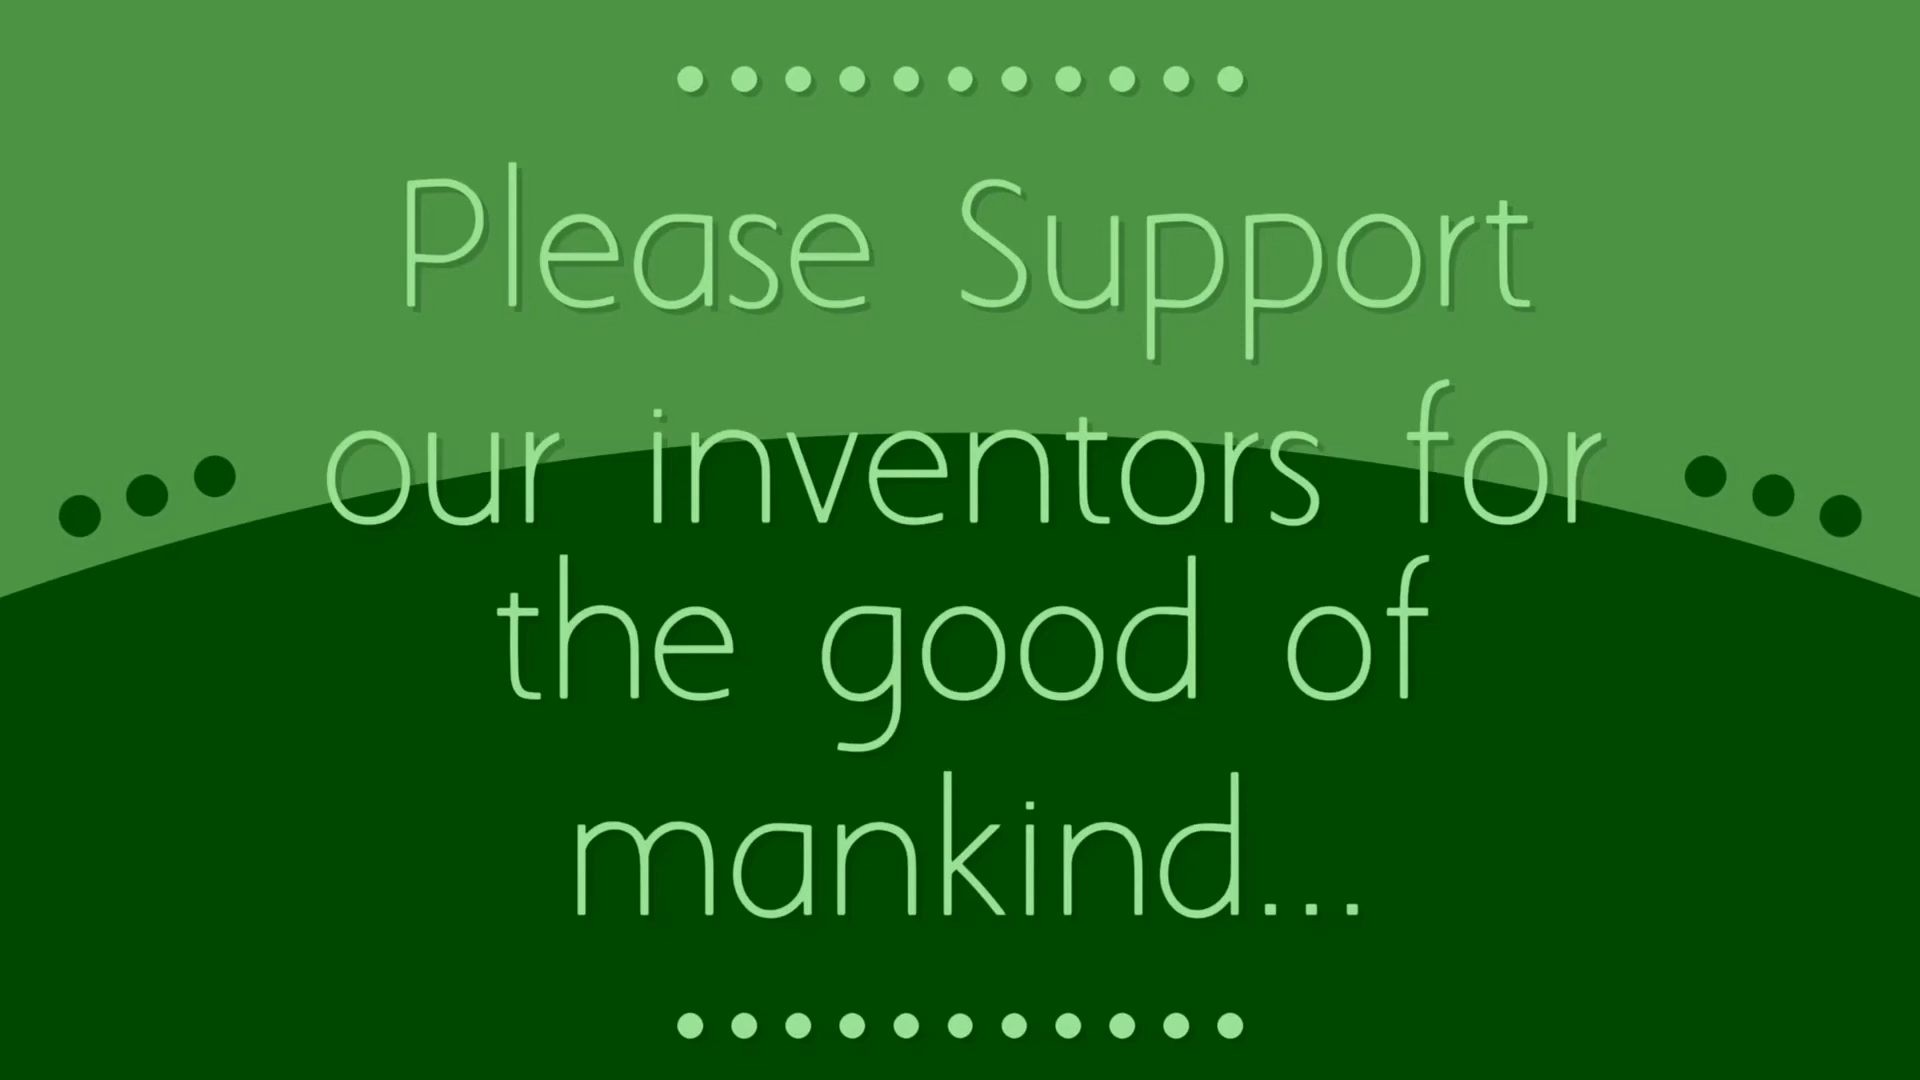 Please Support
our inventors for
the good of
mankind...